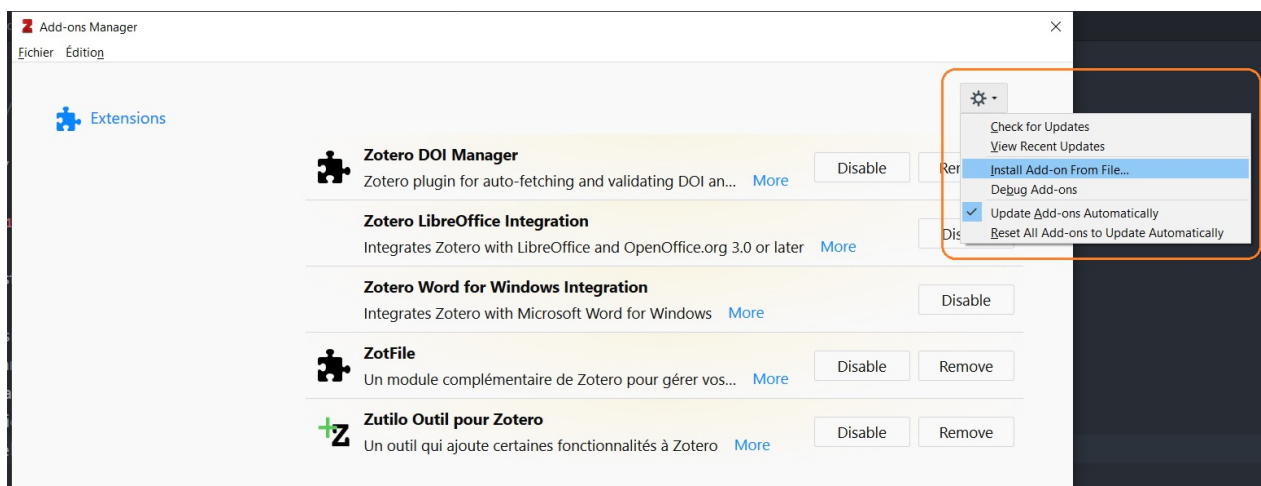 Add-ons Manager
Fichier Édition
Extensions
Check for Updates
View Recent Updates
Install Add-on From File...
Debug Add-ons
Update Add-ons Automatically
Reset All Add-ons to Update Automatically
Zotero DOI Manager
Zotero plugin for auto-fetching and validating DOI an... More
Disable
Zotero LibreOffice Integration
Integrates Zotero with LibreOffice and OpenOffice.org 3.0 or later More
Zotero Word for Windows Integration
Integrates Zotero with Microsoft Word for Windows More
Disable
ZotFile
Un module complémentaire de Zotero pour gérer vos... More
Disable Remove
Zutilo Outil pour Zotero
Un outil qui ajoute certaines fonctionnalités à Zotero More
Disable Remove